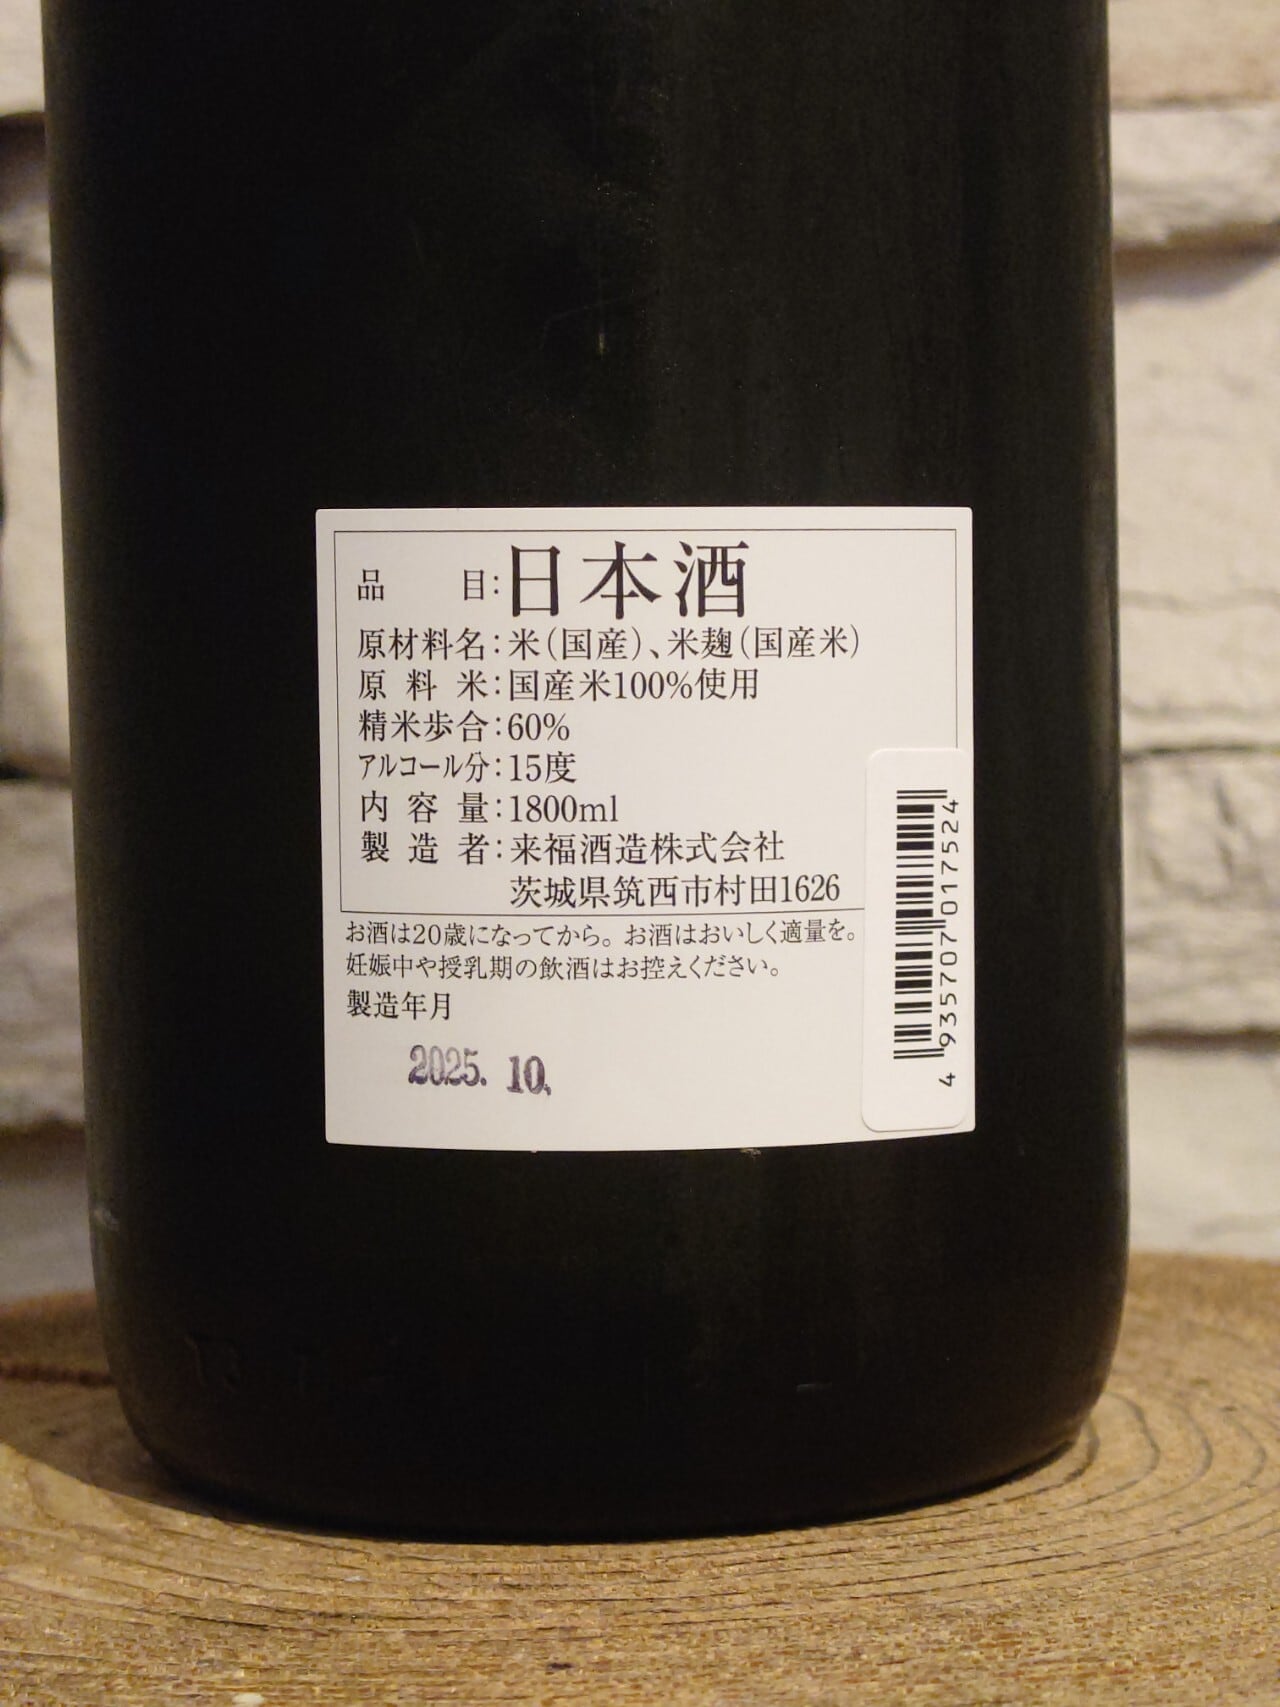 品　　目：日本酒
原材料名：米（国産）、米麹（国産米）
原 料 米：国産米100%使用
精米歩合：60%
アルコール分：15度
内 容 量：1800ml
製 造 者：来福酒造株式会社
茨城県筑西市村田1626
お酒は20歳になってから。お酒はおいしく適量を。
妊娠中や授乳期の飲酒はお控えください。
製造年月
2025. 10.
4 935707 017524